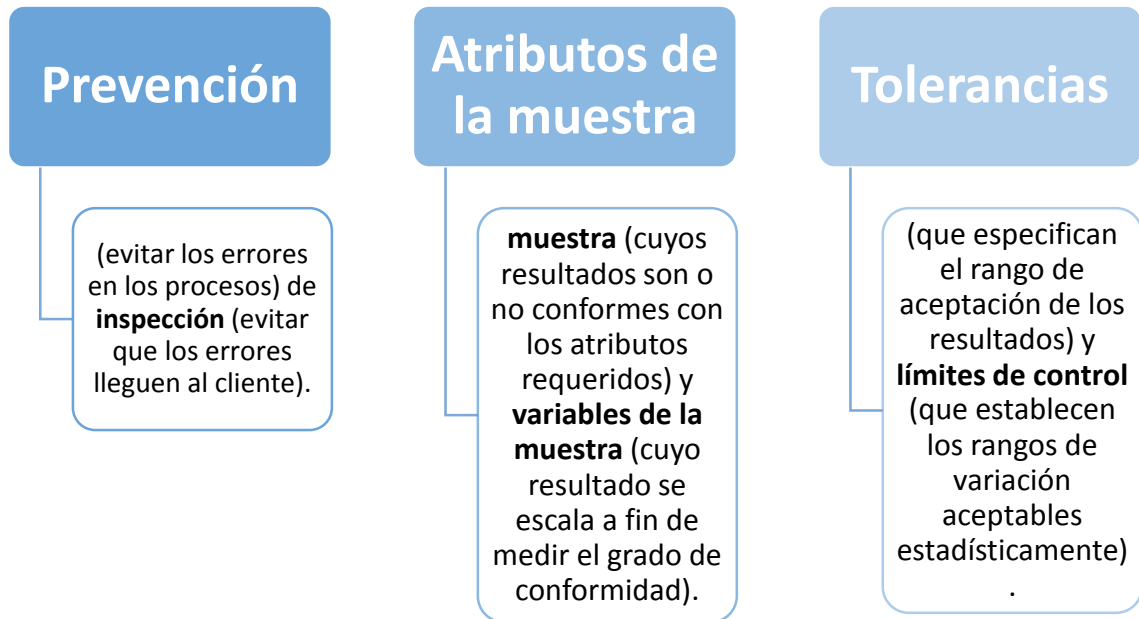 Prevención
(evitar los errores
en los procesos) de
inspección (evitar
que los errores
lleguen al cliente).
Atributos de
la muestra
muestra (cuyos
resultados son o
no conformes con
los atributos
requeridos) y
variables de la
muestra (cuyo
resultado se
escala a fin de
medir el grado de
conformidad).
Tolerancias
(que especifican
el rango de
aceptación de los
resultados) y
límites de control
(que establecen
los rangos de
variación
aceptables
estadísticamente)
.